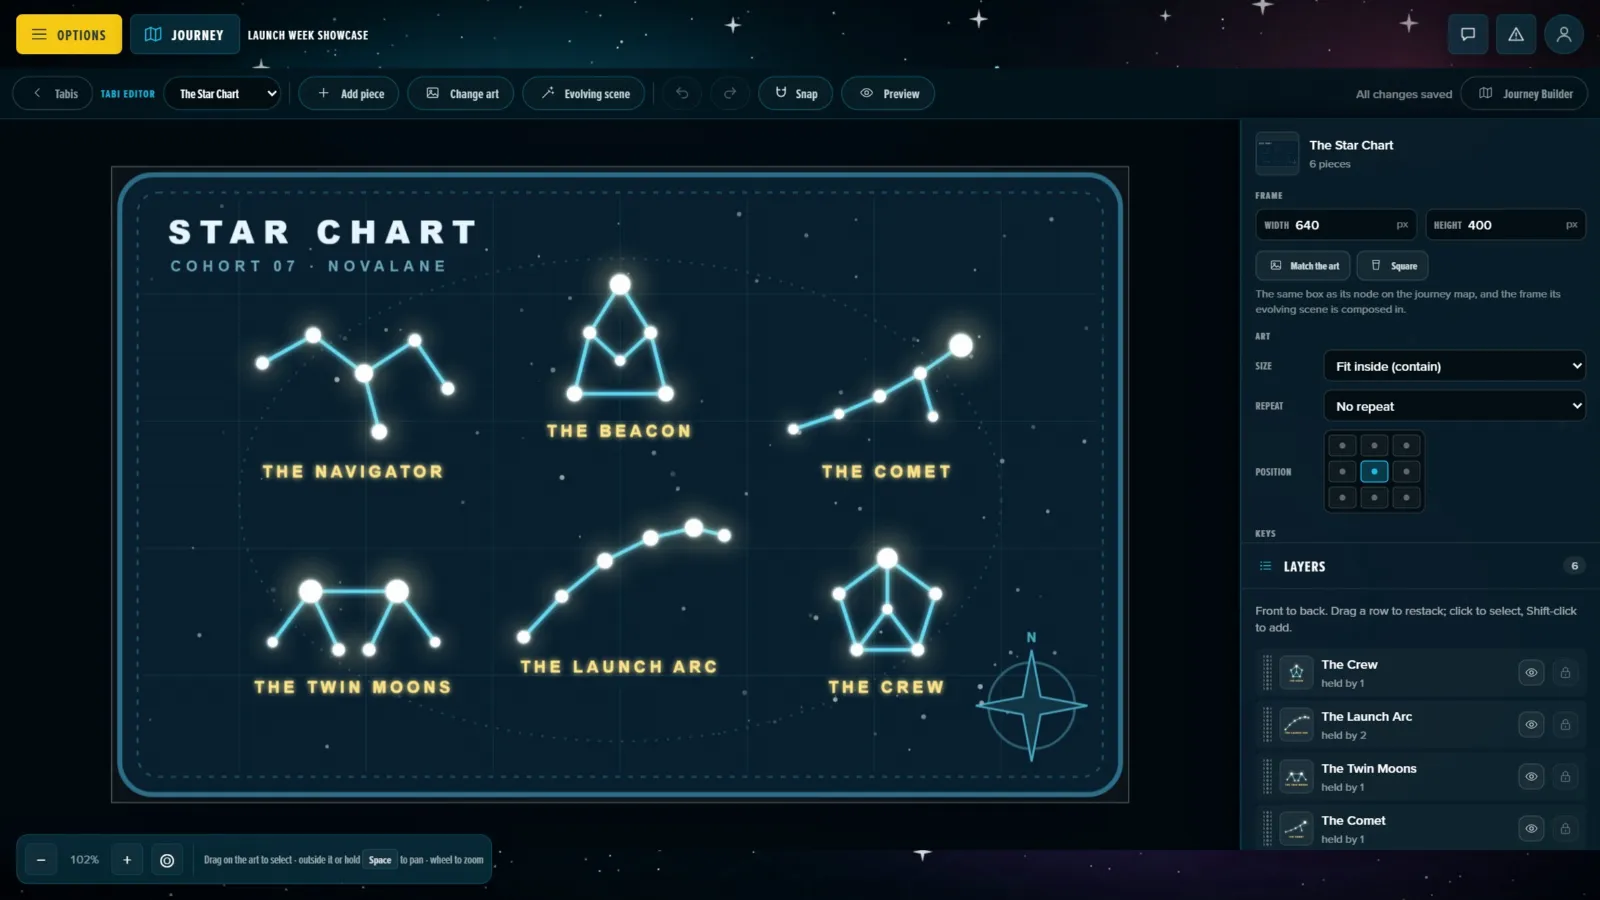 OPTIONS
JOURNEY
LAUNCH WEEK SHOWCASE
Tabis
TABI EDITOR
The Star Chart
Add piece
Change art
Evolving scene
Snap
Preview
All changes saved
Journey Builder
STAR CHART
COHORT 07 · NOVALANE
THE NAVIGATOR
THE BEACON
THE COMET
THE TWIN MOONS
THE LAUNCH ARC
THE CREW
N
The Star Chart
6 pieces
FRAME
WIDTH 640 px
HEIGHT 400 px
Match the art
Square
The same box as its node on the journey map, and the frame its
evolving scene is composed in.
ART
SIZE
Fit inside (contain)
REPEAT
No repeat
POSITION
KEYS
LAYERS
6
Front to back. Drag a row to restack; click to select, Shift-click
to add.
The Crew
held by 1
The Launch Arc
held by 2
The Twin Moons
held by 1
The Comet
held by 1
− 102% +
Drag on the art to select · outside it or hold Space to pan · wheel to zoom